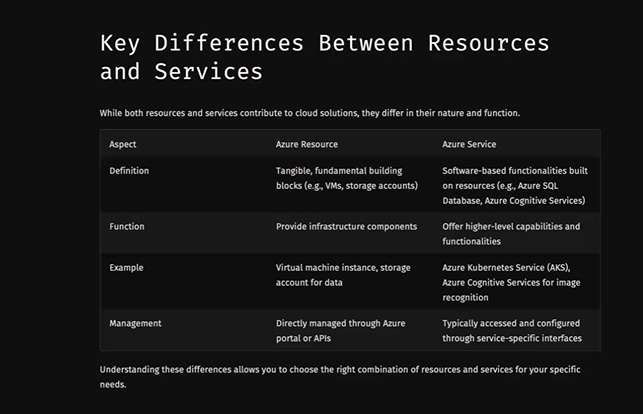 Key Differences Between Resources
and Services
While both resources and services contribute to cloud solutions, they differ in their nature and function.
Aspect Azure Resource Azure Service
Definition Tangible, fundamental building Software-based functionalities built
blocks (e.g., VMs, storage accounts) on resources (e.g., Azure SQL
Database, Azure Cognitive Services)
Function Provide infrastructure components Offer higher-level capabilities and
functionalities
Example Virtual machine instance, storage Azure Kubernetes Service (AKS),
account for data Azure Cognitive Services for image
recognition
Management Directly managed through Azure Typically accessed and configured
portal or APIs through service-specific interfaces
Understanding these differences allows you to choose the right combination of resources and services for your specific
needs.